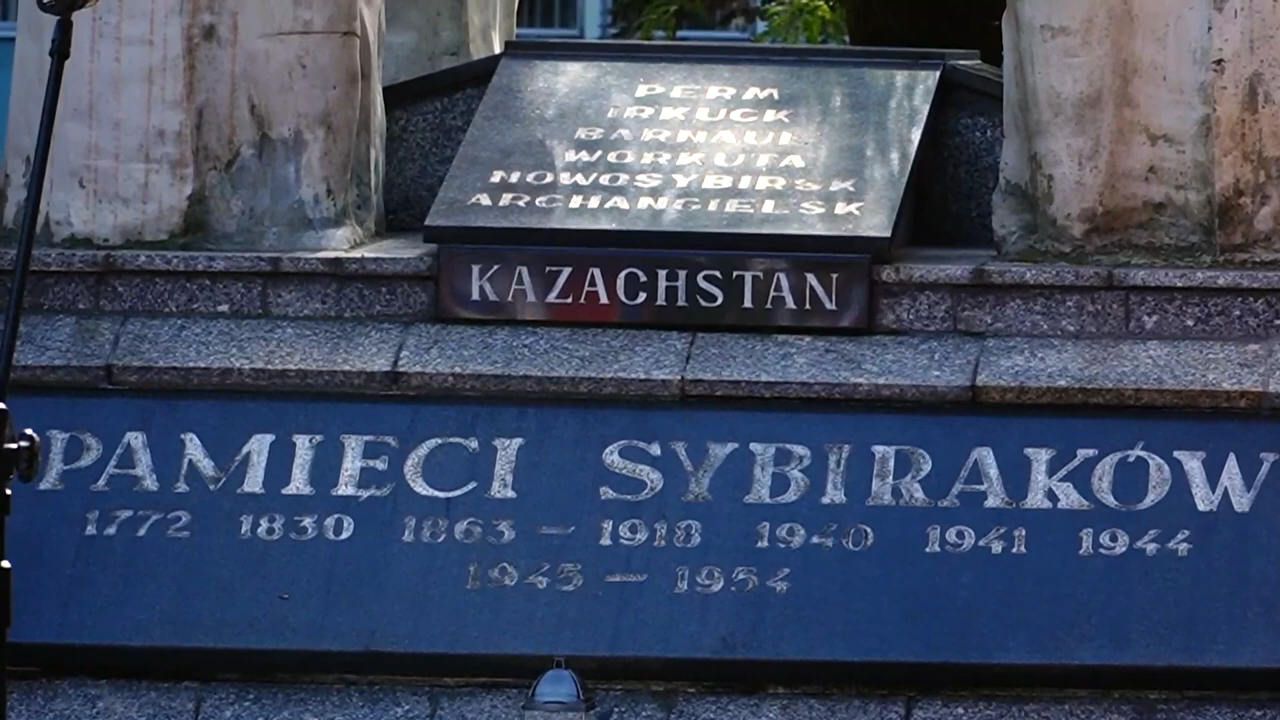 PERM
IRKUCK
BARNAUL
WORKUTA
NOWOSYBIRSK
ARCHANGIELSK
KAZACHSTAN
PAMIĘCI SYBIRAKÓW
1772 1830 1863 — 1918 1940 1941 1944
1945 — 1954